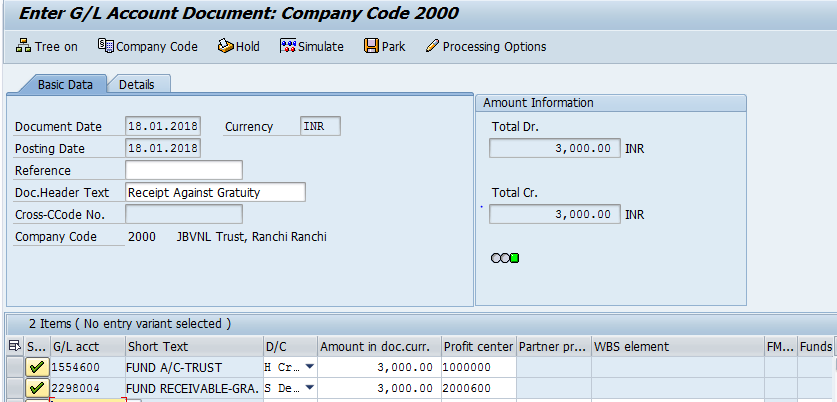 Enter G/L Account Document: Company Code 2000
Tree on Company Code Hold Simulate Park Processing Options
Basic Data Details
Amount Information
Document Date 18.01.2018 Currency INR
Total Dr.
Posting Date 18.01.2018
3,000.00 INR
Reference
Doc.Header Text Receipt Against Gratuity
Total Cr.
Cross-CCode No.
3,000.00 INR
Company Code 2000 JBVNL Trust, Ranchi Ranchi
2 Items ( No entry variant selected )
S... G/L acct Short Text D/C Amount in doc.curr. Profit center Partner pr... WBS element FM... Funds
1554600 FUND A/C-TRUST H Cr... 3,000.00 1000000
2298004 FUND RECEIVABLE-GRA. S De... 3,000.00 2000600